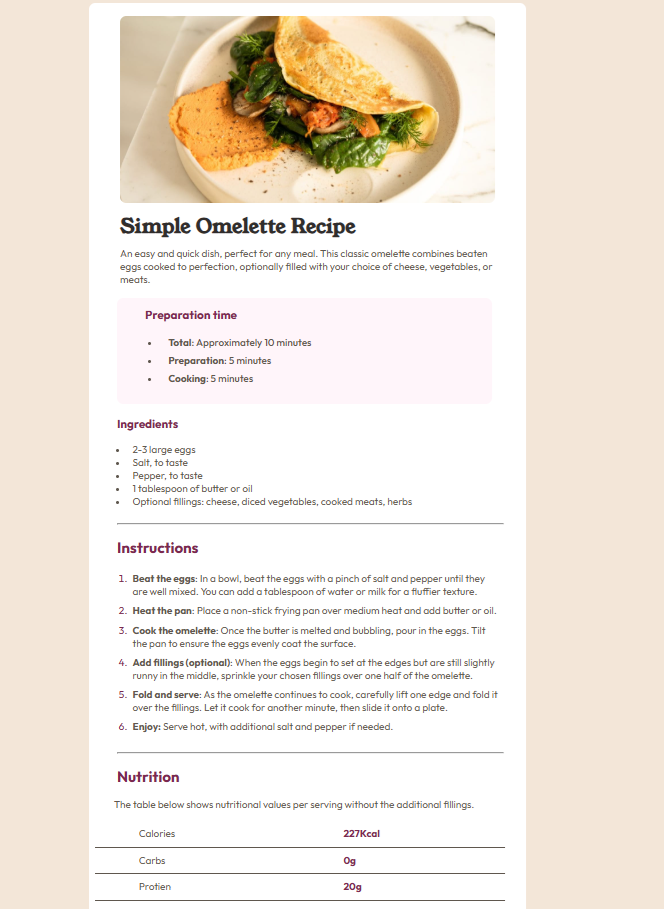 Simple Omelette Recipe
An easy and quick dish, perfect for any meal. This classic omelette combines beaten
eggs cooked to perfection, optionally filled with your choice of cheese, vegetables, or
meats.
Preparation time
• Total: Approximately 10 minutes
• Preparation: 5 minutes
• Cooking: 5 minutes
Ingredients
• 2-3 large eggs
• Salt, to taste
• Pepper, to taste
• 1 tablespoon of butter or oil
• Optional fillings: cheese, diced vegetables, cooked meats, herbs
Instructions
1. Beat the eggs: In a bowl, beat the eggs with a pinch of salt and pepper until they
are well mixed. You can add a tablespoon of water or milk for a fluffier texture.
2. Heat the pan: Place a non-stick frying pan over medium heat and add butter or oil.
3. Cook the omelette: Once the butter is melted and bubbling, pour in the eggs. Tilt
the pan to ensure the eggs evenly coat the surface.
4. Add fillings (optional): When the eggs begin to set at the edges but are still slightly
runny in the middle, sprinkle your chosen fillings over one half of the omelette.
5. Fold and serve: As the omelette continues to cook, carefully lift one edge and fold it
over the fillings. Let it cook for another minute, then slide it onto a plate.
6. Enjoy: Serve hot, with additional salt and pepper if needed.
Nutrition
The table below shows nutritional values per serving without the additional fillings.
Calories 227Kcal
Carbs 0g
Protien 20g